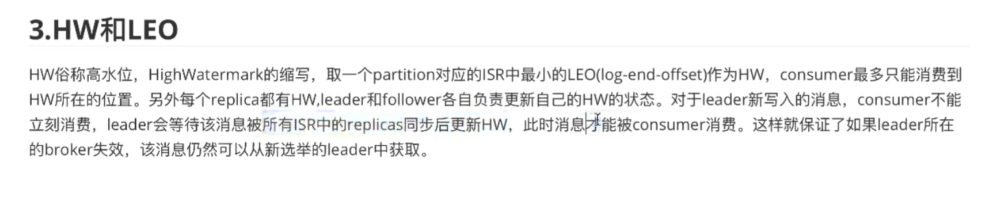 3.HW和LEO
HW俗称高水位，HighWatermark的缩写，取一个partition对应的ISR中最小的LEO(log-end-offset)作为HW，consumer最多只能消费到
HW所在的位置。另外每个replica都有HW,leader和follower各自负责更新自己的HW的状态。对于leader新写入的消息，consumer不能
立刻消费，leader会等待该消息被所有ISR中的replicas同步后更新HW，此时消息才能被consumer消费。这样就保证了如果leader所在
的broker失效，该消息仍然可以从新选举的leader中获取。